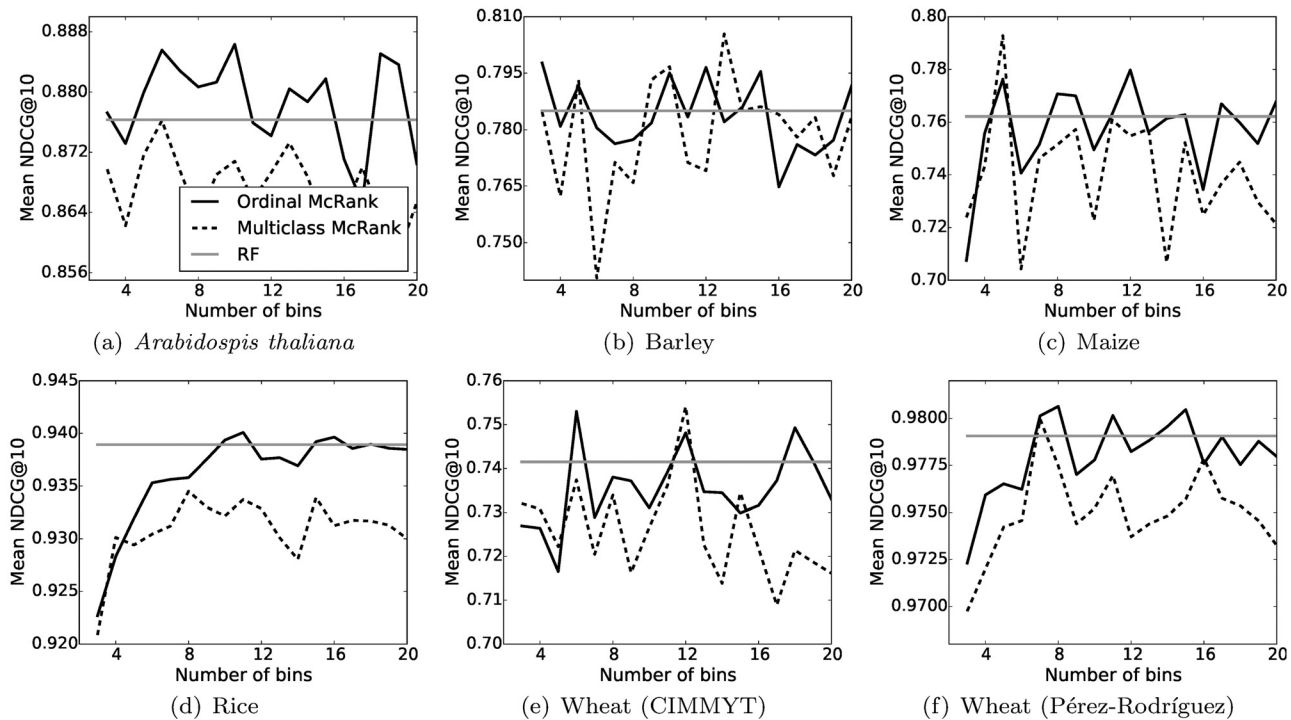 0.888
0.880
0.872
0.864
0.856
Mean NDCG@10
Ordinal McRank
Multiclass McRank
RF
4 8 12 16 20
Number of bins
(a) Arabidospis thaliana
0.810
0.795
0.780
0.765
0.750
Mean NDCG@10
4 8 12 16 20
Number of bins
(b) Barley
0.80
0.78
0.76
0.74
0.72
0.70
Mean NDCG@10
4 8 12 16 20
Number of bins
(c) Maize
0.945
0.940
0.935
0.930
0.925
0.920
Mean NDCG@10
4 8 12 16 20
Number of bins
(d) Rice
0.76
0.75
0.74
0.73
0.72
0.71
0.70
Mean NDCG@10
4 8 12 16 20
Number of bins
(e) Wheat (CIMMYT)
0.9800
0.9775
0.9750
0.9725
0.9700
Mean NDCG@10
4 8 12 16 20
Number of bins
(f) Wheat (Pérez-Rodríguez)